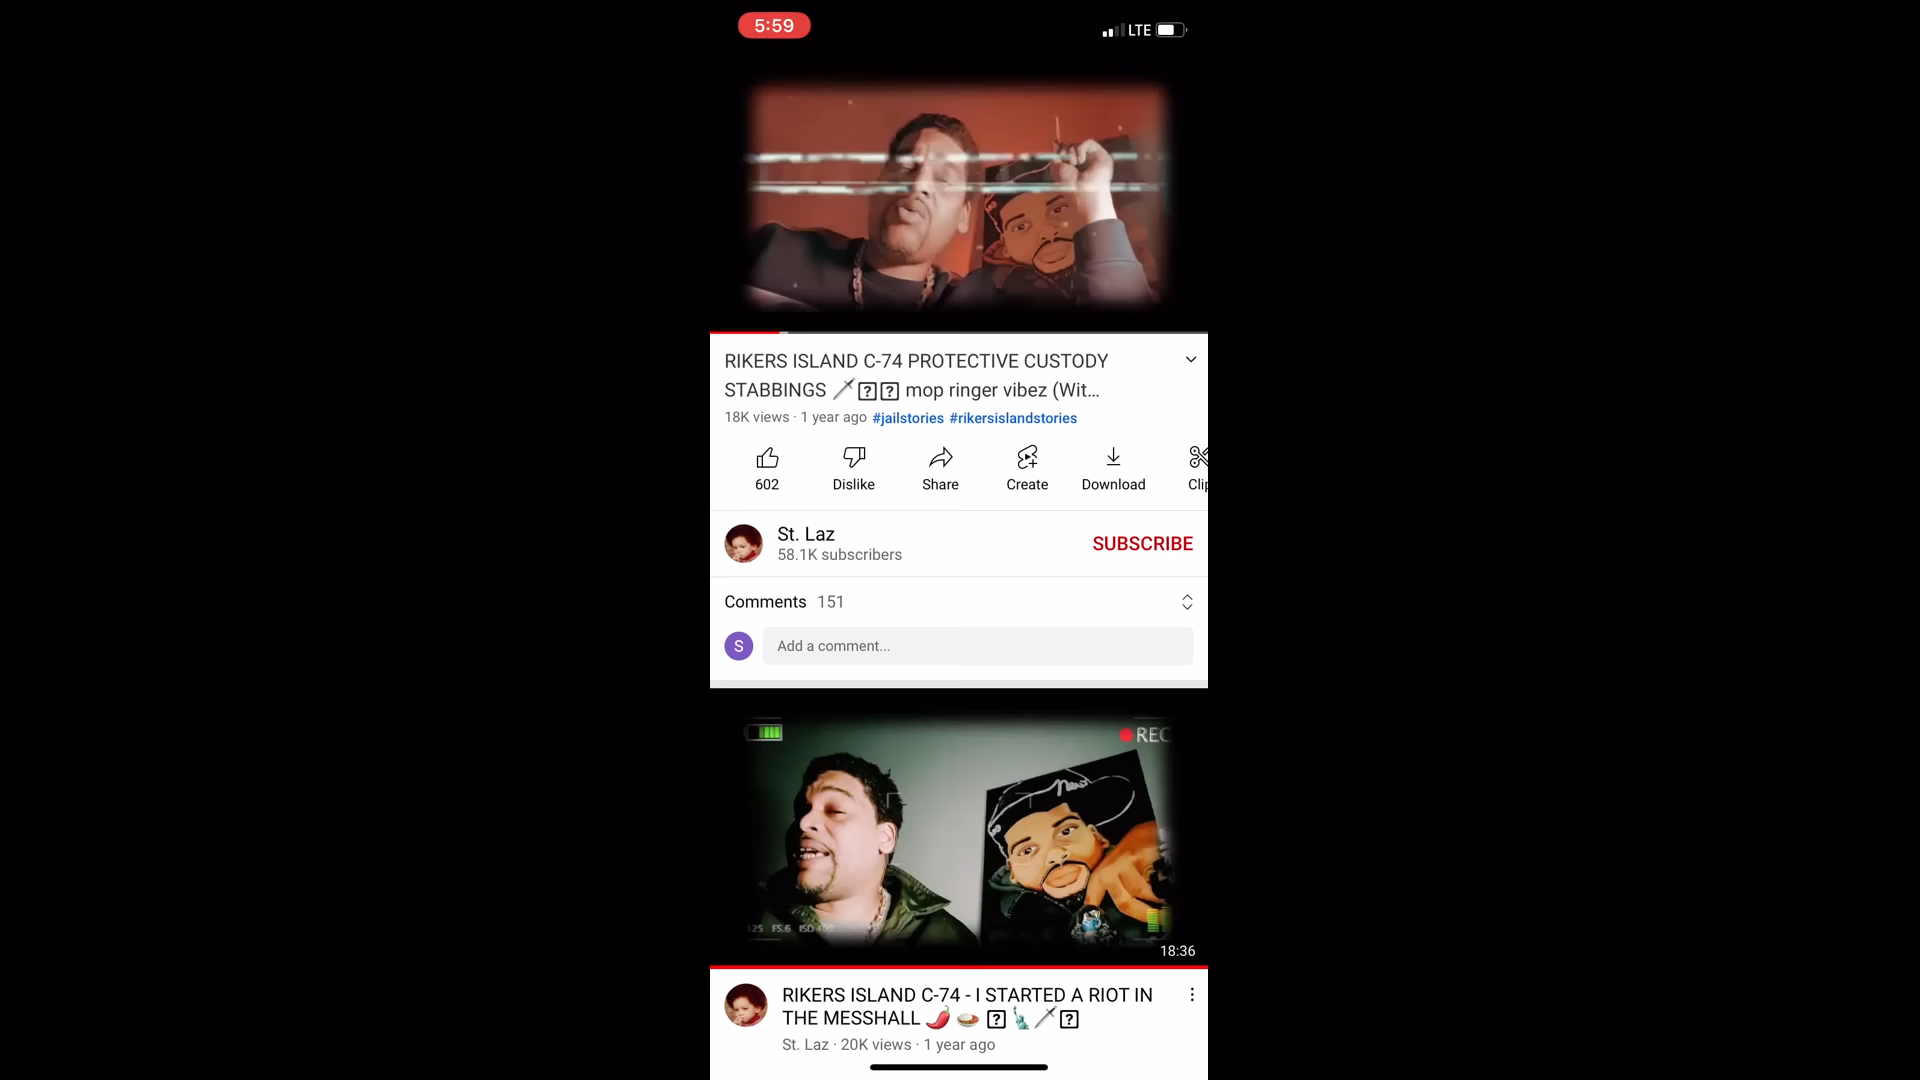 5:59
LTE
RIKERS ISLAND C-74 PROTECTIVE CUSTODY
STABBINGS 🗡️⍰⍰ mop ringer vibez (Wit...
18K views · 1 year ago #jailstories #rikersislandstories
602 Dislike Share Create Download Clip
St. Laz
58.1K subscribers
SUBSCRIBE
Comments 151
S
Add a comment...
REC
New
125 F5.6 ISO 400
18:36
RIKERS ISLAND C-74 - I STARTED A RIOT IN
THE MESSHALL 🌶️ 🍛 ⍰ 🗽🗡️⍰
St. Laz · 20K views · 1 year ago